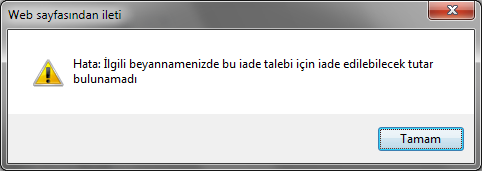 Web sayfasından ileti
Hata: İlgili beyannamenizde bu iade talebi için iade edilebilecek tutar
bulunamadı
Tamam